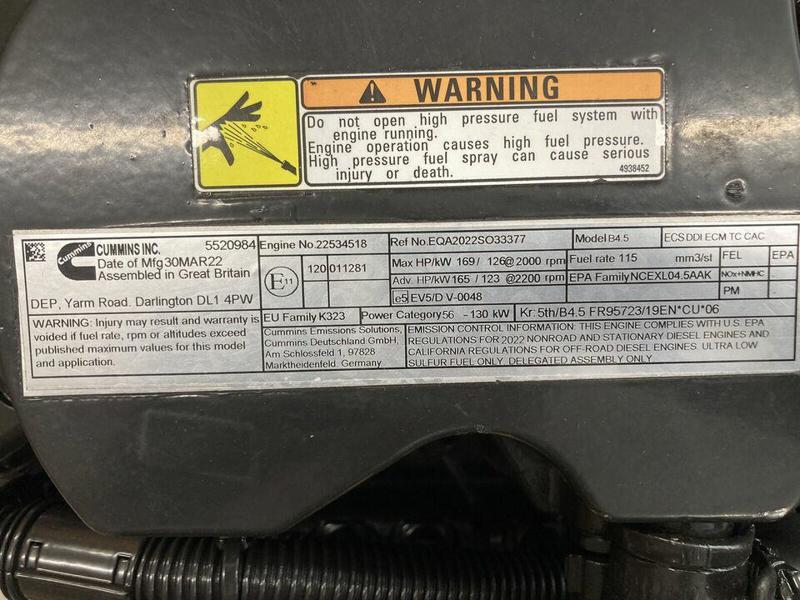 WARNING
Do not open high pressure fuel system with
engine running.
Engine operation causes high fuel pressure.
High pressure fuel spray can cause serious
injury or death.
4938452
Cummins
CUMMINS INC. 5520984
Date of Mfg30MAR22
Assembled in Great Britain
DEP, Yarm Road. Darlington DL1 4PW
WARNING: Injury may result and warranty is
voided if fuel rate, rpm or altitudes exceed
published maximum values for this model
and application.
Engine No.22534518
E11
120 011281
EU Family K323
Cummins Emissions Solutions,
Cummins Deutschland GmbH,
Am Schlossfeld 1, 97828
Marktheidenfeld. Germany
Ref No.EQA2022SO33377
Max HP/kW 169 / 126@2000 rpm
Adv. HP/kW 165 / 123 @2200 rpm
e5 EV5/D V-0048
Power Category56 - 130 kW
Kr: 5th/B4.5 FR95723/19EN*CU*06
Model B4.5
ECS DDI ECM TC CAC
Fuel rate 115 mm3/st
EPA Family NCEXL04.5AAK
FEL EPA
NOx+NMHC
PM
EMISSION CONTROL INFORMATION: THIS ENGINE COMPLIES WITH U.S. EPA
REGULATIONS FOR 2022 NONROAD AND STATIONARY DIESEL ENGINES AND
CALIFORNIA REGULATIONS FOR OFF-ROAD DIESEL ENGINES. ULTRA LOW
SULFUR FUEL ONLY. DELEGATED ASSEMBLY ONLY